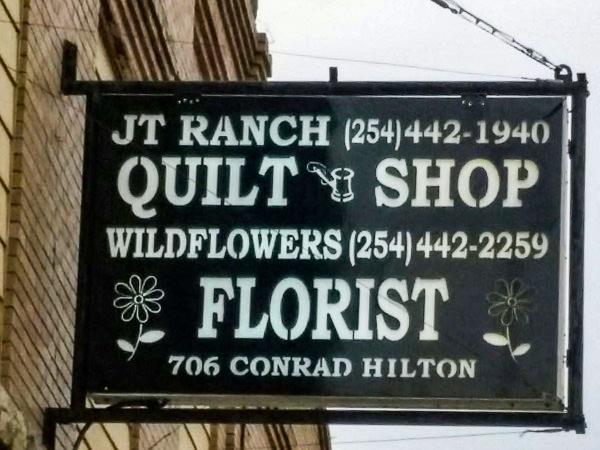 JT RANCH (254) 442-1940
QUILT SHOP
WILDFLOWERS (254) 442-2259
FLORIST
706 CONRAD HILTON